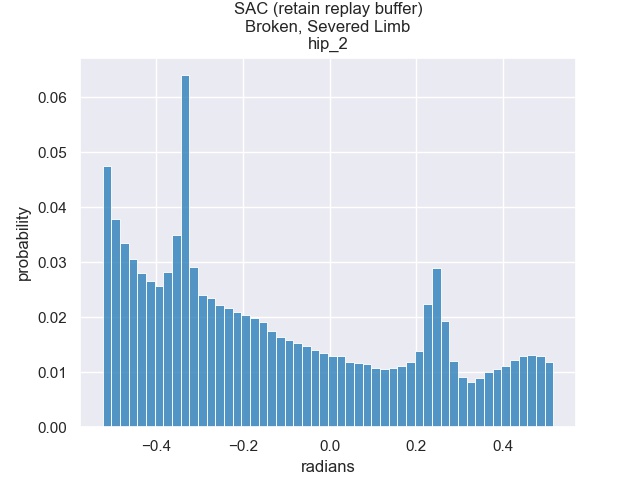 SAC (retain replay buffer)
Broken, Severed Limb
hip_2
probability
0.06
0.05
0.04
0.03
0.02
0.01
0.00
−0.4 −0.2 0.0 0.2 0.4
radians